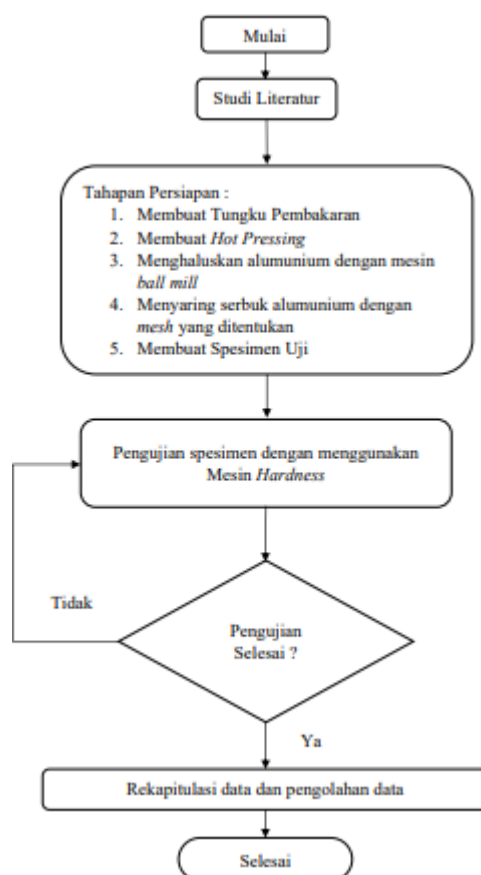 Mulai
Studi Literatur
Tahapan Persiapan :
1. Membuat Tungku Pembakaran
2. Membuat Hot Pressing
3. Menghaluskan alumunium dengan mesin
ball mill
4. Menyaring serbuk alumunium dengan
mesh yang ditentukan
5. Membuat Spesimen Uji
Pengujian spesimen dengan menggunakan
Mesin Hardness
Tidak
Pengujian
Selesai ?
Ya
Rekapitulasi data dan pengolahan data
Selesai